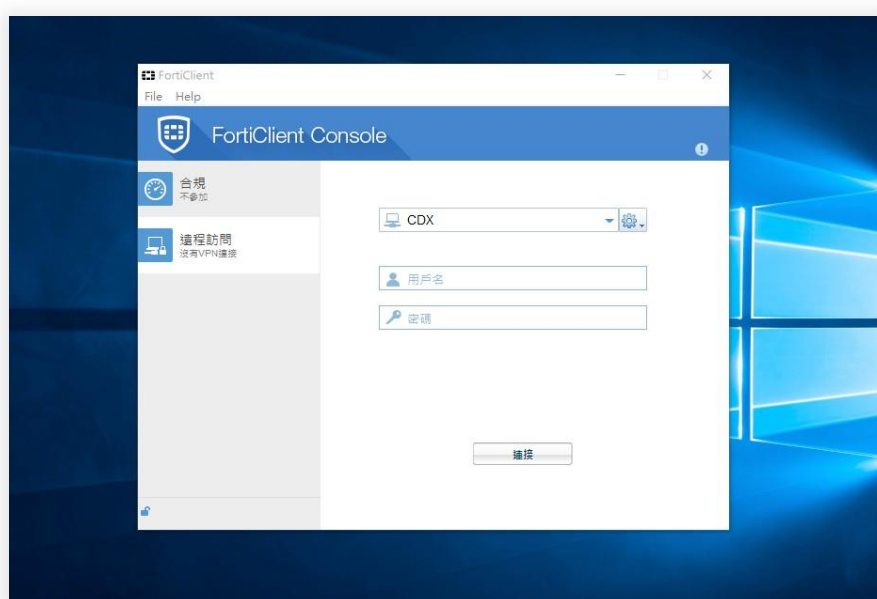 FortiClient
File Help
FortiClient Console
合規
不參加
遠程訪問
沒有VPN連接
CDX
用戶名
密碼
連接